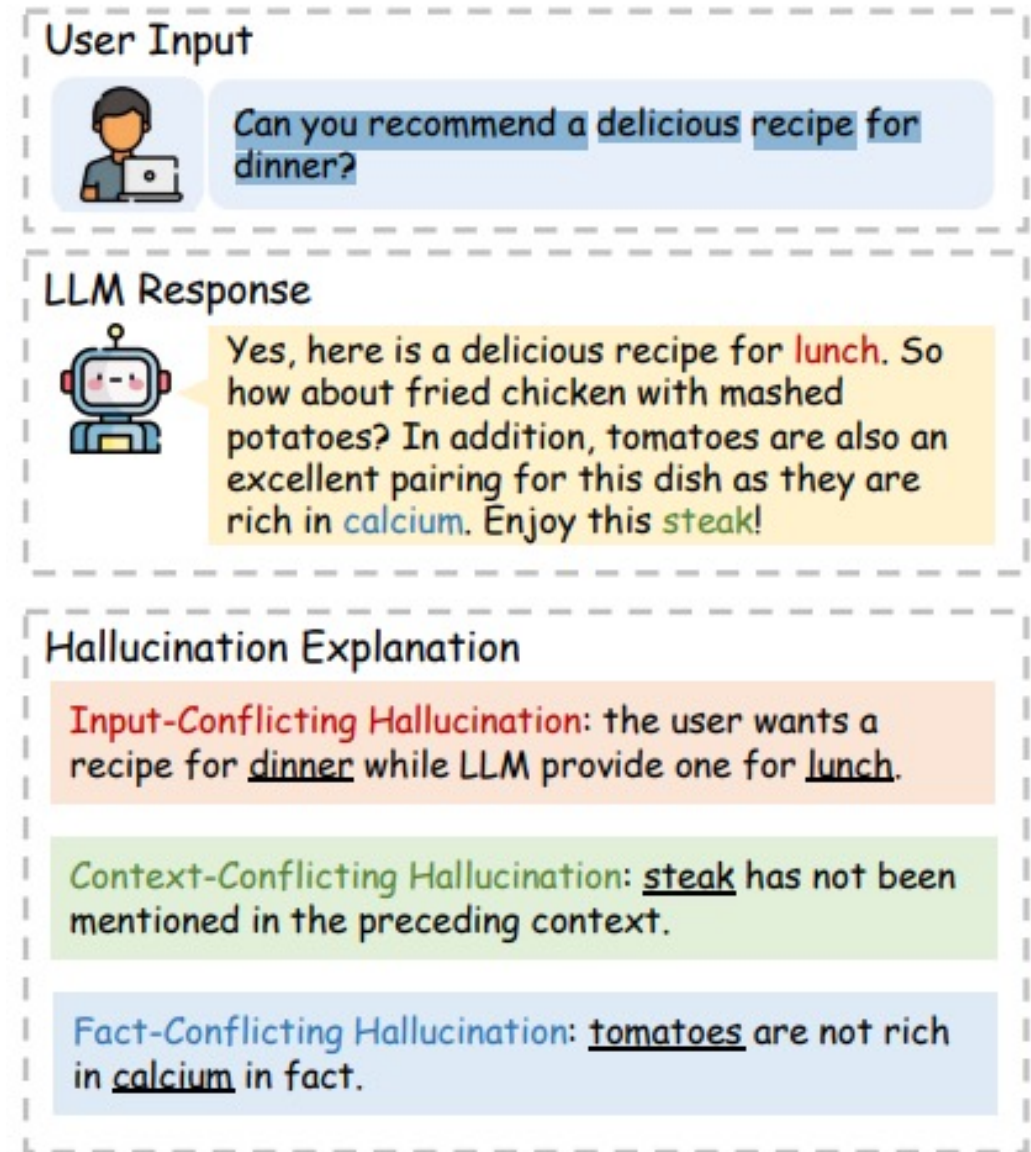 User Input
Can you recommend a delicious recipe for
dinner?
LLM Response
Yes, here is a delicious recipe for lunch. So
how about fried chicken with mashed
potatoes? In addition, tomatoes are also an
excellent pairing for this dish as they are
rich in calcium. Enjoy this steak!
Hallucination Explanation
Input-Conflicting Hallucination: the user wants a
recipe for dinner while LLM provide one for lunch.
Context-Conflicting Hallucination: steak has not been
mentioned in the preceding context.
Fact-Conflicting Hallucination: tomatoes are not rich
in calcium in fact.